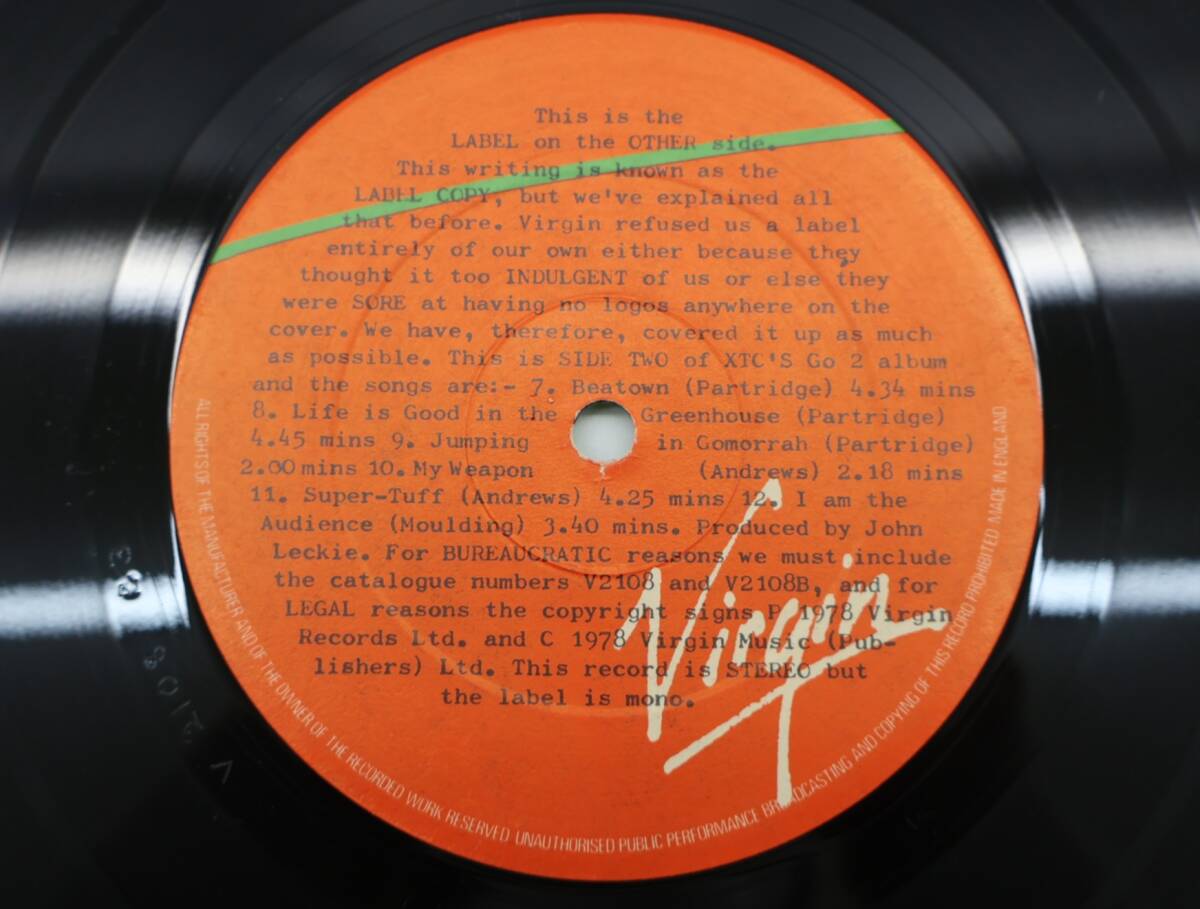 This is the
LABEL on the OTHER side.
This writing is known as the
LABEL COPY, but we've explained all
that before. Virgin refused us a label
entirely of our own either because they
thought it too INDULGENT of us or else they
were SORE at having no logos anywhere on the
cover. We have, therefore, covered it up as much
as possible. This is SIDE TWO of XTC'S Go 2 album
and the songs are:- 7. Beatown (Partridge) 4.34 mins
8. Life is Good in the Greenhouse (Partridge)
4.45 mins 9. Jumping in Gomorrah (Partridge)
2.00 mins 10. My Weapon (Andrews) 2.18 mins
11. Super-Tuff (Andrews) 4.25 mins 12. I am the
Audience (Moulding) 3.40 mins. Produced by John
Leckie. For BUREAUCRATIC reasons we must include
the catalogue numbers V2108 and V2108B, and for
LEGAL reasons the copyright signs P 1978 Virgin
Records Ltd. and C 1978 Virgin Music (Pub-
lishers) Ltd. This record is STEREO but
the label is mono.
Virgin
ALL RIGHTS OF THE MANUFACTURER AND OF THE OWNER OF THE RECORDED WORK RESERVED UNAUTHORISED PUBLIC PERFORMANCE BROADCASTING AND COPYING OF THIS RECORD PROHIBITED MADE IN ENGLAND
V 2108